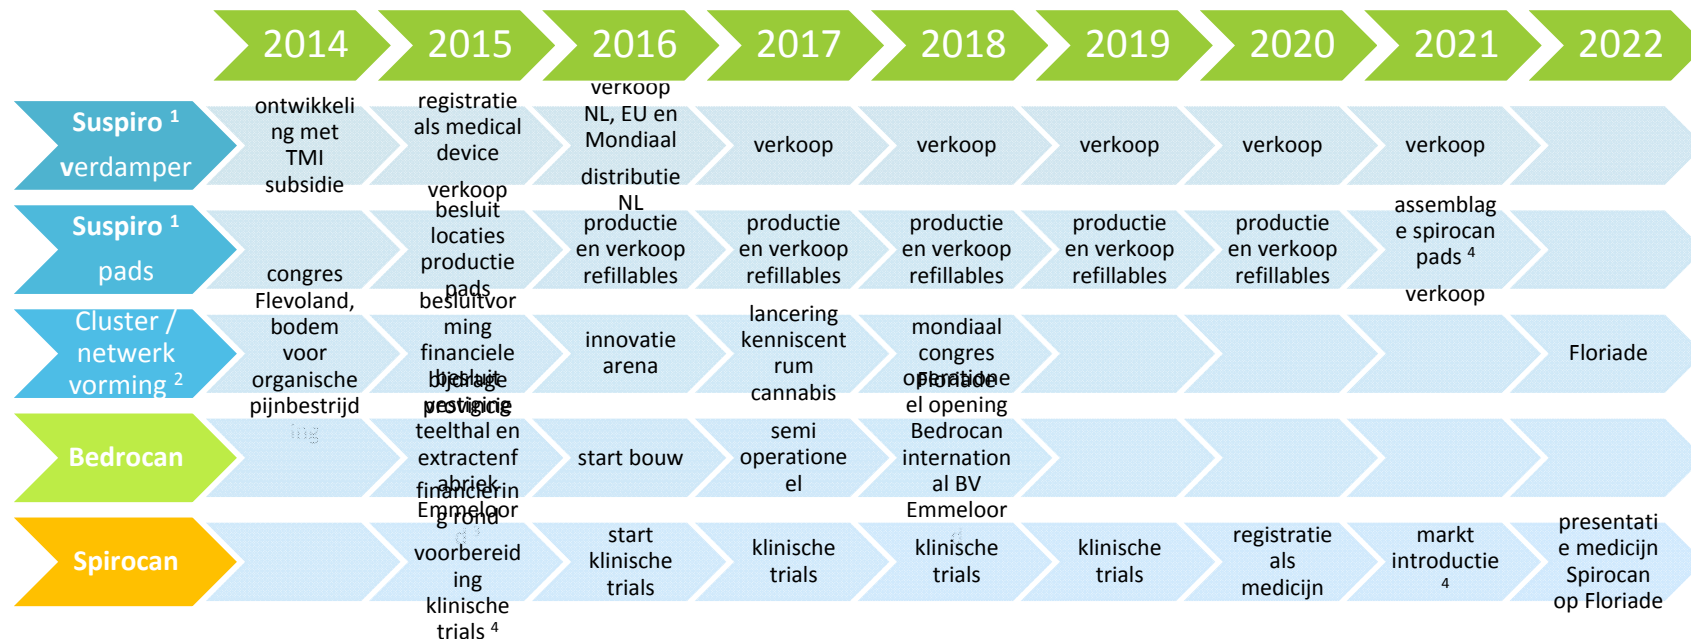 2014
2015
2016
2017
2018
2019
2020
2021
2022
Suspiro 1
verdamper
ontwikkeli
ng met
TMI
subsidie
registratie
als medical
device
verkoop
verkoop
NL, EU en
Mondiaal
distributie
NL
verkoop
verkoop
verkoop
verkoop
verkoop
Suspiro 1
pads
besluit
locaties
productie
pads
productie
en verkoop
refillables
productie
en verkoop
refillables
productie
en verkoop
refillables
productie
en verkoop
refillables
productie
en verkoop
refillables
assemblag
e spirocan
pads 4
verkoop
Cluster /
netwerk
vorming 2
congres
Flevoland,
bodem
voor
organische
pijnbestrijd
ing
besluitvor
ming
financiele
bijdrage
provincie
innovatie
arena
lancering
kenniscent
rum
cannabis
mondiaal
congres
Floriade
Floriade
Bedrocan
besluit
vestiging
teelthal en
extractenf
abriek
Emmeloor
d 3
start bouw
semi
operatione
el
operatione
el opening
Bedrocan
internation
al BV
Emmeloor
d
Spirocan
financierin
g rond
voorbereid
ing
klinische
trials 4
start
klinische
trials
klinische
trials
klinische
trials
klinische
trials
registratie
als
medicijn
markt
introductie
4
presentati
e medicijn
Spirocan
op Floriade